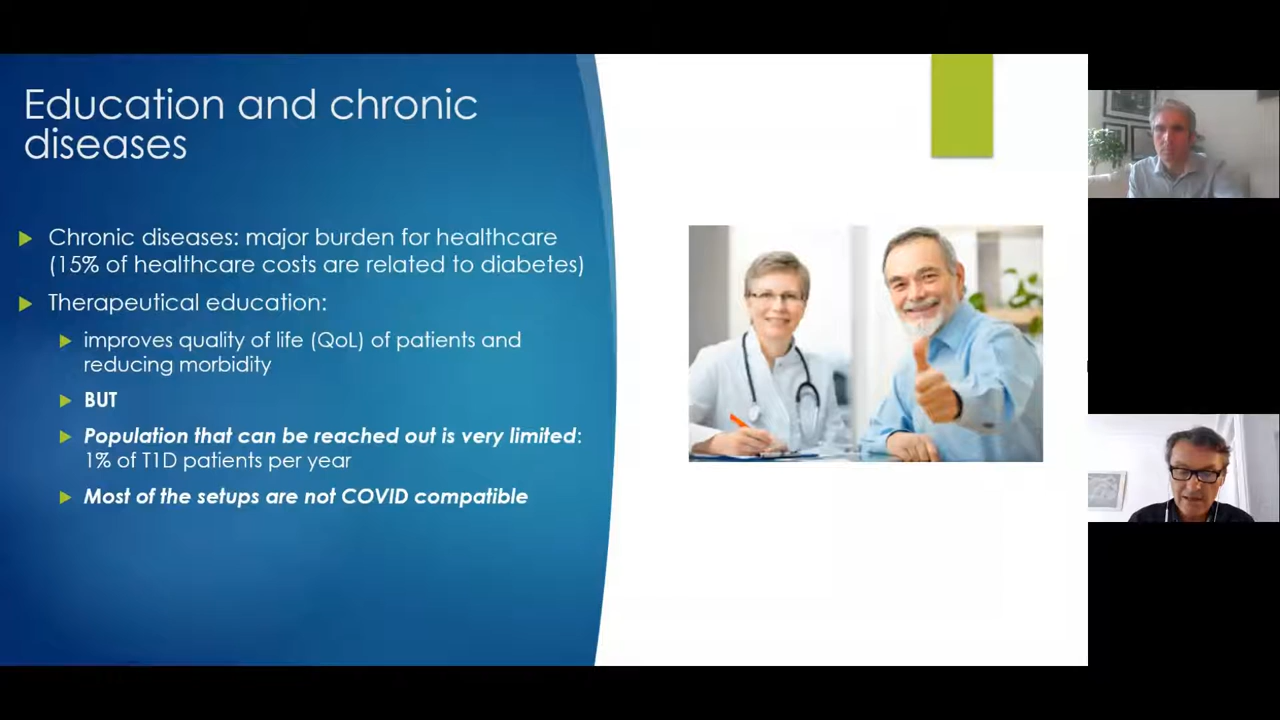 Education and chronic
diseases
Chronic diseases: major burden for healthcare
(15% of healthcare costs are related to diabetes)
Therapeutical education:
improves quality of life (QoL) of patients and
reducing morbidity
BUT
Population that can be reached out is very limited:
1% of T1D patients per year
Most of the setups are not COVID compatible